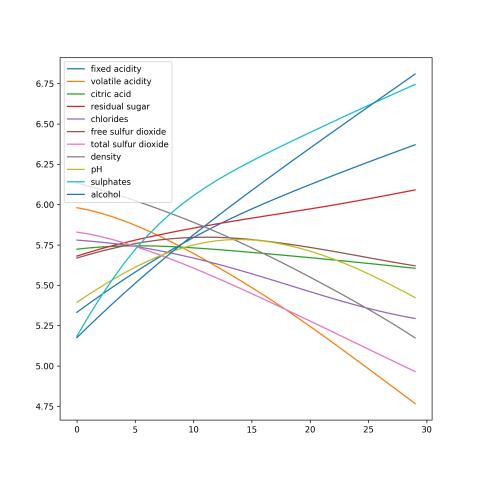 fixed acidity
volatile acidity
citric acid
residual sugar
chlorides
free sulfur dioxide
total sulfur dioxide
density
pH
sulphates
alcohol
6.75
6.50
6.25
6.00
5.75
5.50
5.25
5.00
4.75
0 5 10 15 20 25 30